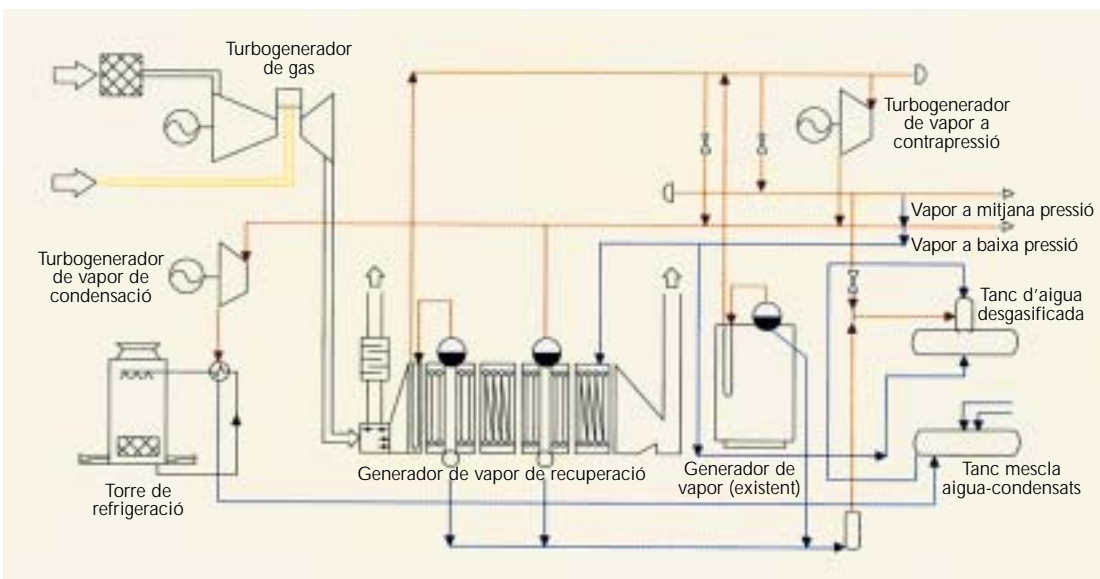 Turbogenerador
de gas
Turbogenerador
de vapor a
contrapressió
Vapor a mitjana pressió
Vapor a baixa pressió
Turbogenerador
de vapor de
condensació
Tanc d'aigua
desgasificada
Generador de vapor de recuperació
Generador de
vapor (existent)
Tanc mescla
aigua-condensats
Torre de
refrigeració